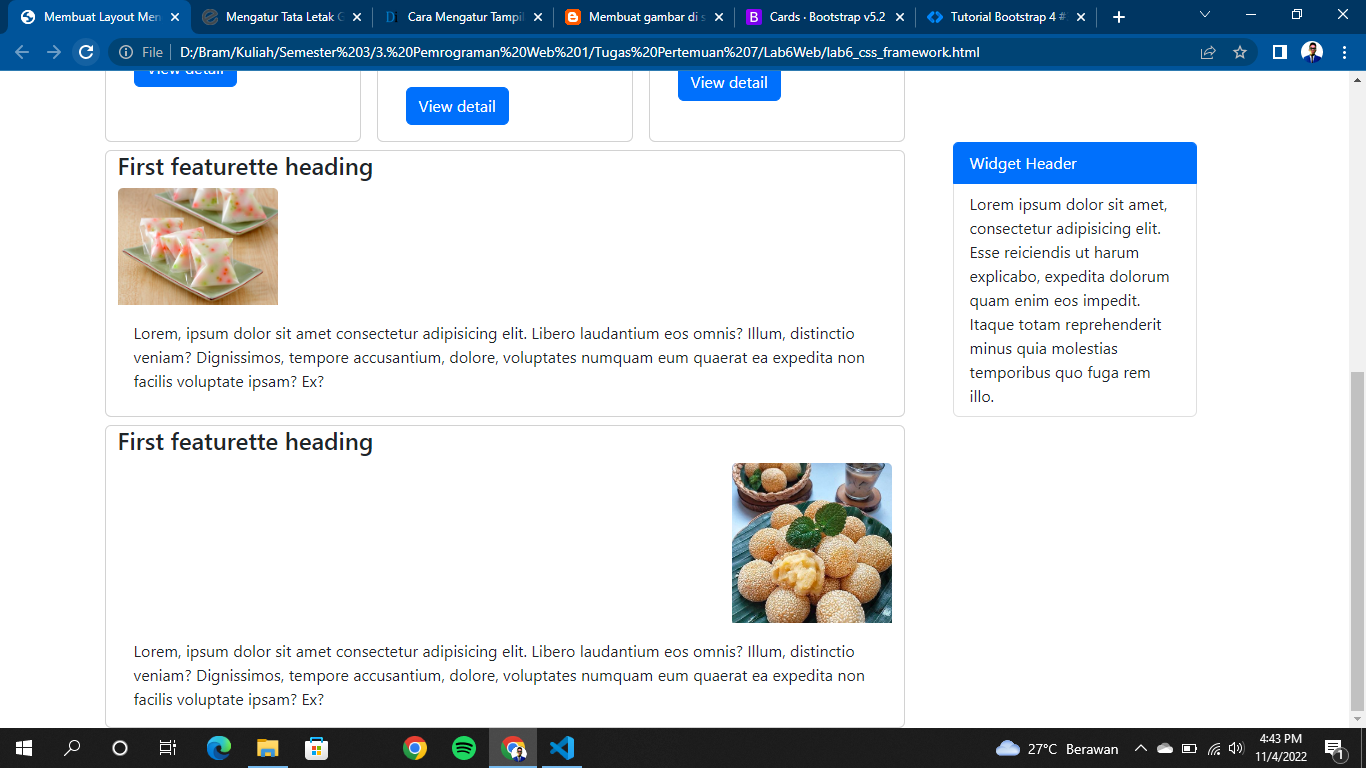 Membuat Layout Men
Mengatur Tata Letak G
Cara Mengatur Tampil
Membuat gambar di s
Cards · Bootstrap v5.2
Tutorial Bootstrap 4 #
File
D:/Bram/Kuliah/Semester%203/3.%20Pemrograman%20Web%201/Tugas%20Pertemuan%207/Lab6Web/lab6_css_framework.html
View detail
View detail
View detail
First featurette heading
Lorem, ipsum dolor sit amet consectetur adipisicing elit. Libero laudantium eos omnis? Illum, distinctio
veniam? Dignissimos, tempore accusantium, dolore, voluptates numquam eum quaerat ea expedita non
facilis voluptate ipsam? Ex?
First featurette heading
Lorem, ipsum dolor sit amet consectetur adipisicing elit. Libero laudantium eos omnis? Illum, distinctio
veniam? Dignissimos, tempore accusantium, dolore, voluptates numquam eum quaerat ea expedita non
facilis voluptate ipsam? Ex?
Widget Header
Lorem ipsum dolor sit amet,
consectetur adipisicing elit.
Esse reiciendis ut harum
explicabo, expedita dolorum
quam enim eos impedit.
Itaque totam reprehenderit
minus quia molestias
temporibus quo fuga rem
illo.
27°C Berawan
4:43 PM
11/4/2022
1